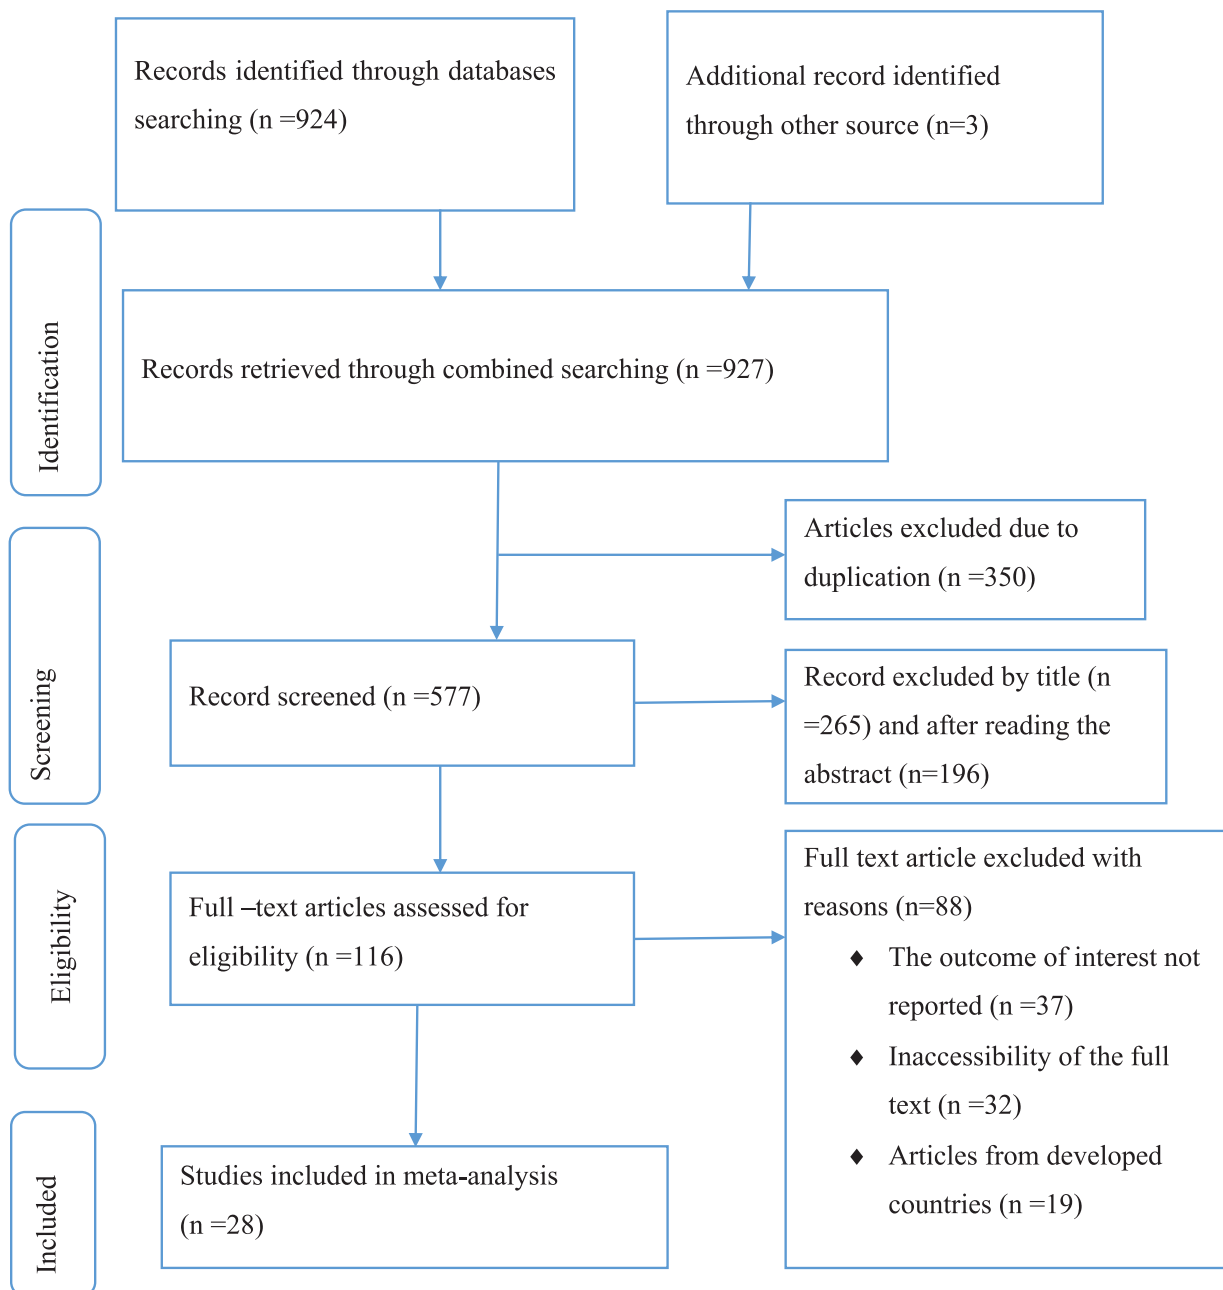 Records identified through databases
searching (n =924)
Additional record identified
through other source (n=3)
Identification
Records retrieved through combined searching (n =927)
Articles excluded due to
duplication (n =350)
Screening
Record screened (n =577)
Record excluded by title (n
=265) and after reading the
abstract (n=196)
Eligibility
Full –text articles assessed for
eligibility (n =116)
Full text article excluded with
reasons (n=88)
♦ The outcome of interest not
reported (n =37)
♦ Inaccessibility of the full
text (n =32)
♦ Articles from developed
countries (n =19)
Included
Studies included in meta-analysis
(n =28)